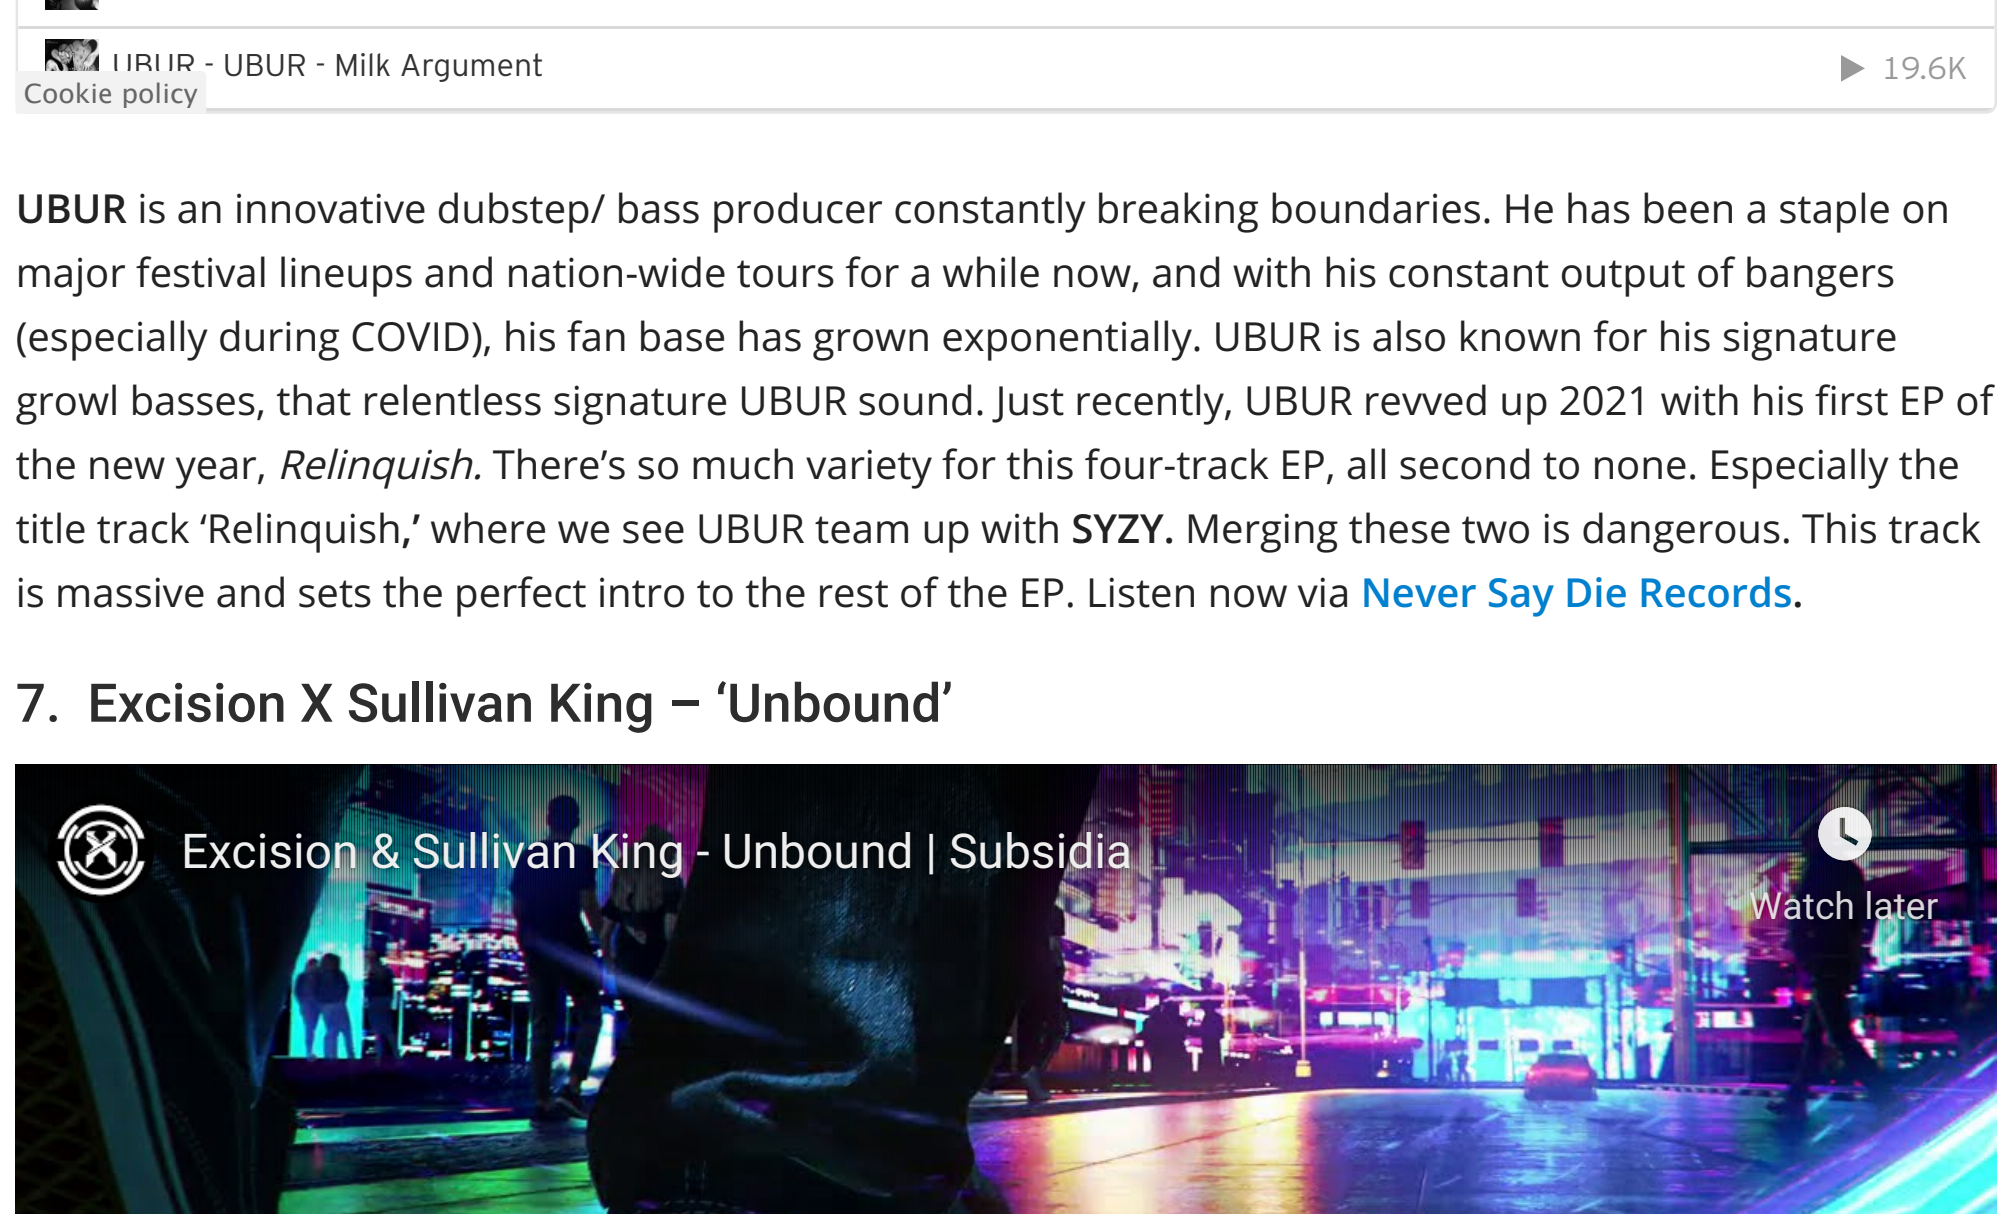 UBUR - UBUR - Milk Argument
19.6K
Cookie policy
UBUR is an innovative dubstep/ bass producer constantly breaking boundaries. He has been a staple on
major festival lineups and nation-wide tours for a while now, and with his constant output of bangers
(especially during COVID), his fan base has grown exponentially. UBUR is also known for his signature
growl basses, that relentless signature UBUR sound. Just recently, UBUR revved up 2021 with his first EP of
the new year, Relinquish. There’s so much variety for this four-track EP, all second to none. Especially the
title track ‘Relinquish,’ where we see UBUR team up with SYZY. Merging these two is dangerous. This track
is massive and sets the perfect intro to the rest of the EP. Listen now via Never Say Die Records.
7. Excision X Sullivan King – ‘Unbound’
Excision & Sullivan King - Unbound | Subsidia
Watch later